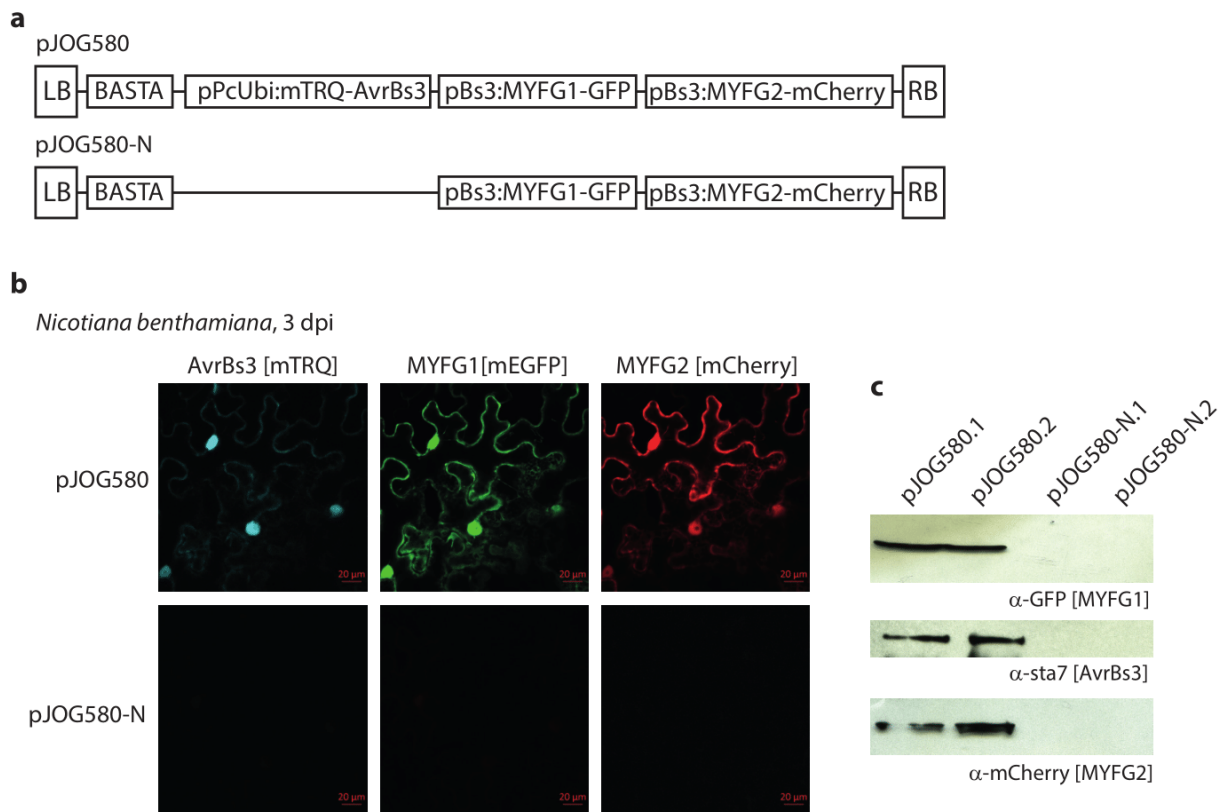 a
pJOG580
LB BASTA pPcUbi:mTRQ-AvrBs3 pBs3:MYFG1-GFP pBs3:MYFG2-mCherry RB
pJOG580-N
LB BASTA pBs3:MYFG1-GFP pBs3:MYFG2-mCherry RB
b
Nicotiana benthamiana, 3 dpi
AvrBs3 [mTRQ] MYFG1[mEGFP] MYFG2 [mCherry]
pJOG580
20 µm 20 µm 20 µm
pJOG580-N
20 µm 20 µm 20 µm
c
pJOG580.1 pJOG580.2 pJOG580-N.1 pJOG580-N.2
α-GFP [MYFG1]
α-sta7 [AvrBs3]
α-mCherry [MYFG2]